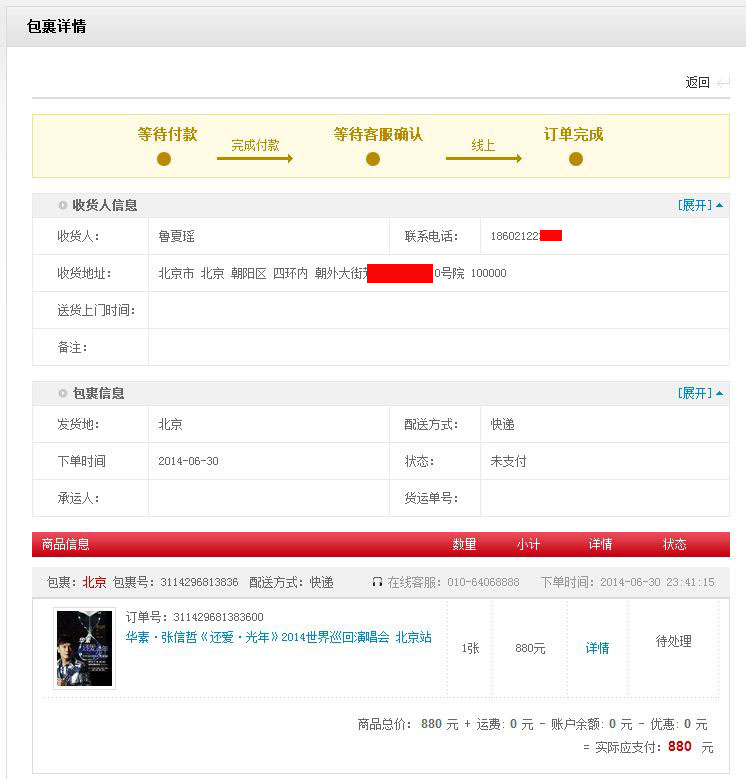 包裹详情
返回
等待付款 完成付款 等待客服确认 线上 订单完成
收货人信息 [展开]
收货人: 鲁夏瑶 联系电话: 18602122
收货地址: 北京市 北京 朝阳区 四环内 朝外大街 0号院 100000
送货上门时间:
备注:
包裹信息 [展开]
发货地: 北京 配送方式: 快递
下单时间 2014-06-30 状态: 未支付
承运人: 货运单号:
商品信息 数量 小计 详情 状态
包裹: 北京 包裹号: 3114296813836 配送方式: 快递 在线客服: 010-64068888 下单时间: 2014-06-30 23:41:15
订单号: 311429681383600
华素·张信哲《还爱·光年》2014世界巡回演唱会 北京站
1张 880元 详情 待处理
商品总价: 880 元 + 运费: 0 元 - 账户余额: 0 元 - 优惠: 0 元
= 实际应支付: 880 元